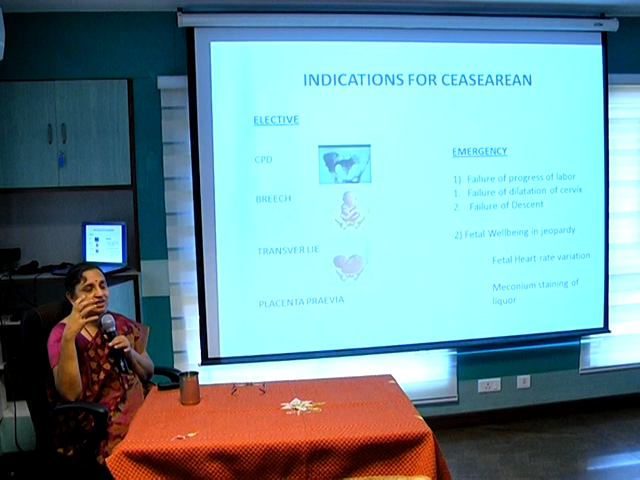 INDICATIONS FOR CEASEAREAN
ELECTIVE
CPD
BREECH
TRANSVER LIE
PLACENTA PRAEVIA
EMERGENCY
1) Failure of progress of labor
1. Failure of dilatation of cervix
2. Failure of Descent
2) Fetal Wellbeing in jeopardy
Fetal Heart rate variation
Meconium staining of
liquor